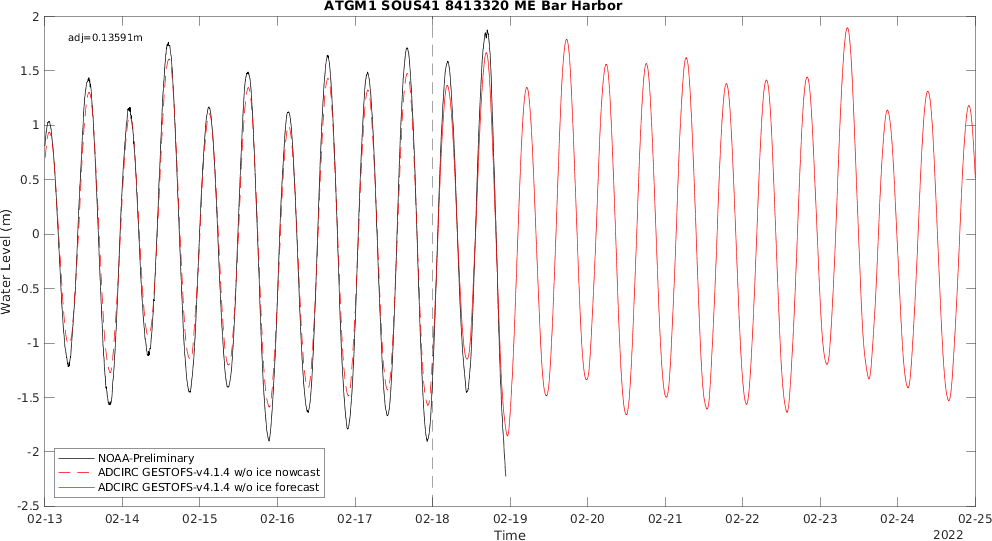 ATGM1 SOUS41 8413320 ME Bar Harbor
adj=0.13591m
2
1.5
1
0.5
0
-0.5
-1
-1.5
-2
-2.5
Water Level (m)
NOAA-Preliminary
ADCIRC GESTOFS-v4.1.4 w/o ice nowcast
ADCIRC GESTOFS-v4.1.4 w/o ice forecast
02-13 02-14 02-15 02-16 02-17 02-18 02-19 02-20 02-21 02-22 02-23 02-24 02-25
Time
2022